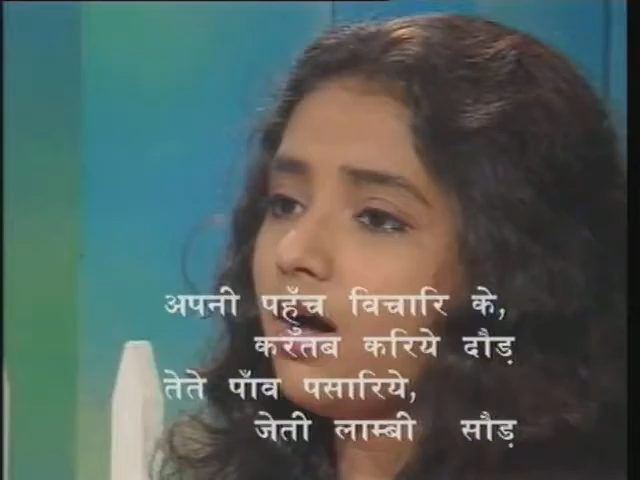 अपनी पहुँच विचारि के,
करतब करिये दौड़
तेते पाँव पसारिये,
जेती लाम्बी सौड़